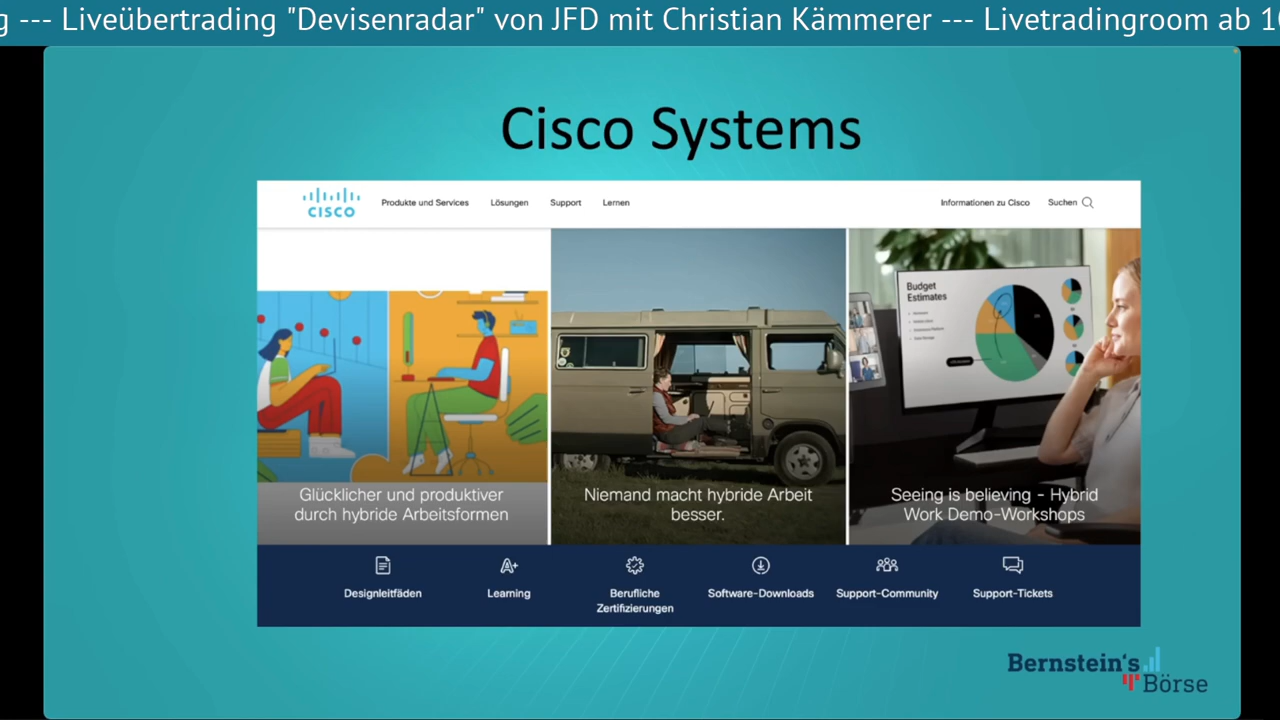 g --- Liveübertrading "Devisenradar" von JFD mit Christian Kämmerer --- Livetradingroom ab 1
Cisco Systems
CISCO
Produkte und Services Lösungen Support Lernen Informationen zu Cisco Suchen
Budget
Estimates
Glücklicher und produktiver
durch hybride Arbeitsformen
Niemand macht hybride Arbeit
besser.
Seeing is believing - Hybrid
Work Demo-Workshops
Designleitfäden
Learning
Berufliche
Zertifizierungen
Software-Downloads
Support-Community
Support-Tickets
Bernstein's
Börse